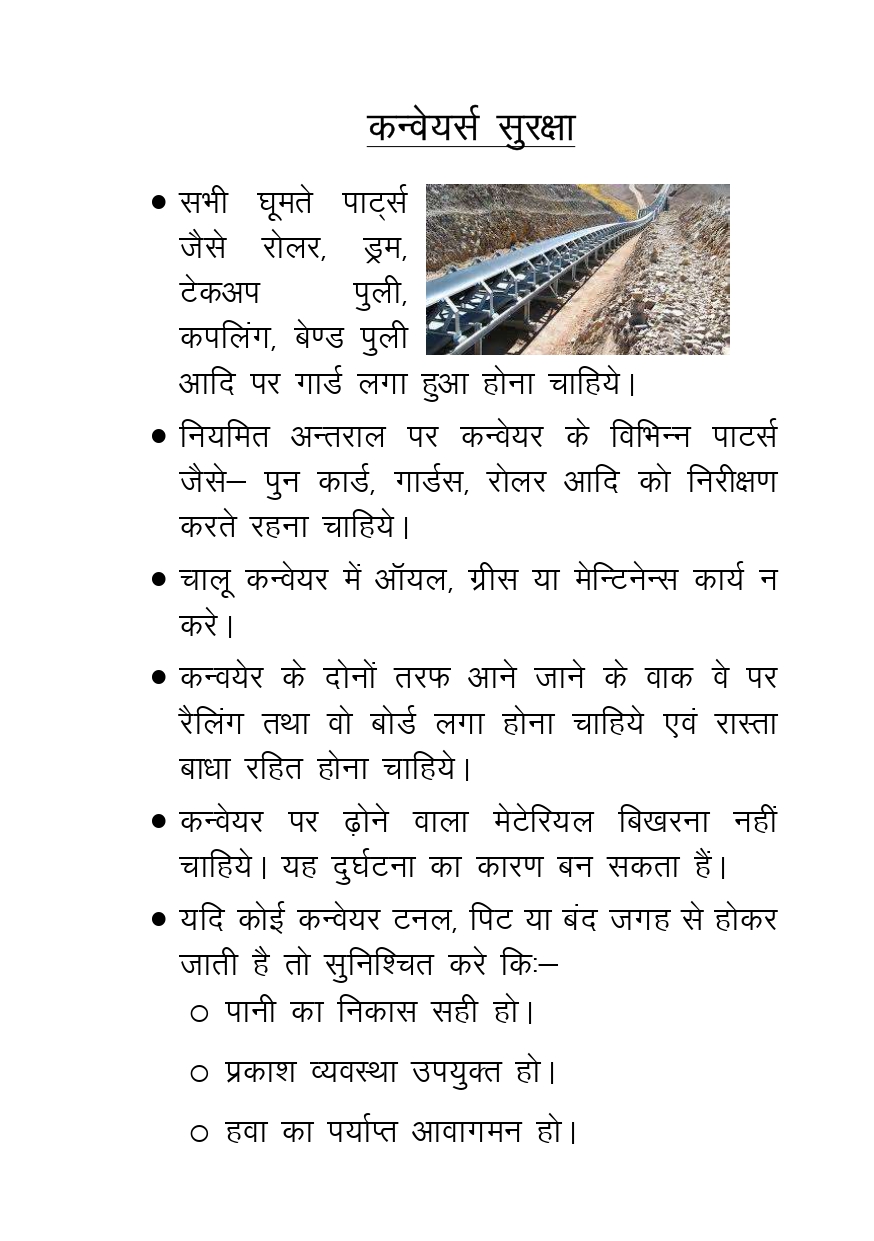 कन्वेयर्स सुरक्षा
• सभी घूमते पाट्र्स
जैसे रोलर, ड्रम,
टेकअप पुली,
कपलिंग, बेण्ड पुली
आदि पर गार्ड लगा हुआ होना चाहिये।
• नियमित अन्तराल पर कन्वेयर के विभिन्न पाटर्स
जैसे– पुन कार्ड, गार्डस, रोलर आदि को निरीक्षण
करते रहना चाहिये।
• चालू कन्वेयर में ऑयल, ग्रीस या मेन्टिनेन्स कार्य न
करे।
• कन्वयेर के दोनों तरफ आने जाने के वाक वे पर
रैलिंग तथा वो बोर्ड लगा होना चाहिये एवं रास्ता
बाधा रहित होना चाहिये।
• कन्वेयर पर ढ़ोने वाला मेटेरियल बिखरना नहीं
चाहिये। यह दुर्घटना का कारण बन सकता हैं।
• यदि कोई कन्वेयर टनल, पिट या बंद जगह से होकर
जाती है तो सुनिश्चित करे किः–
○ पानी का निकास सही हो।
○ प्रकाश व्यवस्था उपयुक्त हो।
○ हवा का पर्याप्त आवागमन हो।